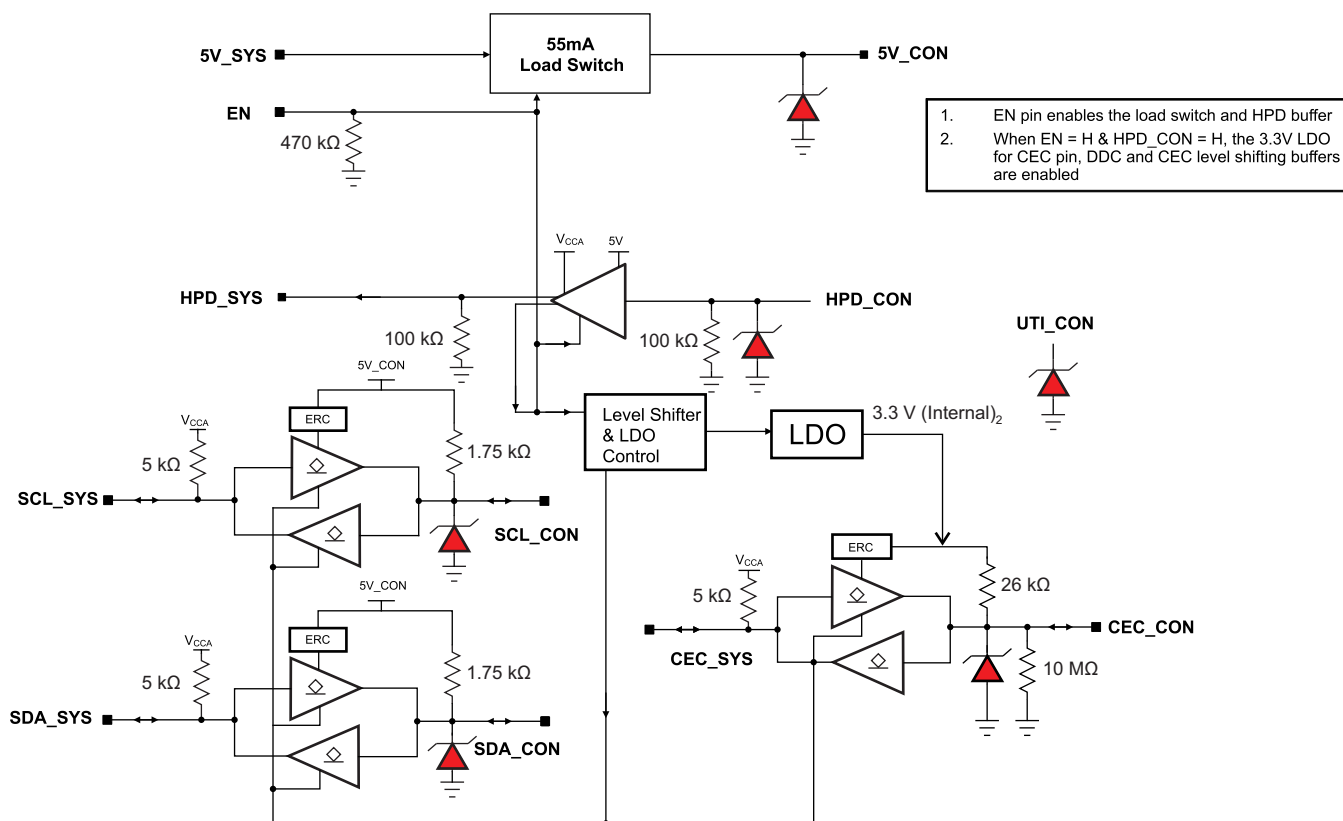 5V_SYS
55mA
Load Switch
5V_CON
EN
470 kΩ
1. EN pin enables the load switch and HPD buffer
2. When EN = H & HPD_CON = H, the 3.3V LDO
for CEC pin, DDC and CEC level shifting buffers
are enabled
VCCA
5V
HPD_SYS
HPD_CON
100 kΩ
100 kΩ
UTI_CON
5V_CON
ERC
VCCA
5 kΩ
1.75 kΩ
SCL_SYS
SCL_CON
Level Shifter
& LDO
Control
LDO
3.3 V (Internal)2
5V_CON
ERC
VCCA
5 kΩ
1.75 kΩ
SDA_SYS
SDA_CON
ERC
VCCA
5 kΩ
26 kΩ
CEC_SYS
CEC_CON
10 MΩ